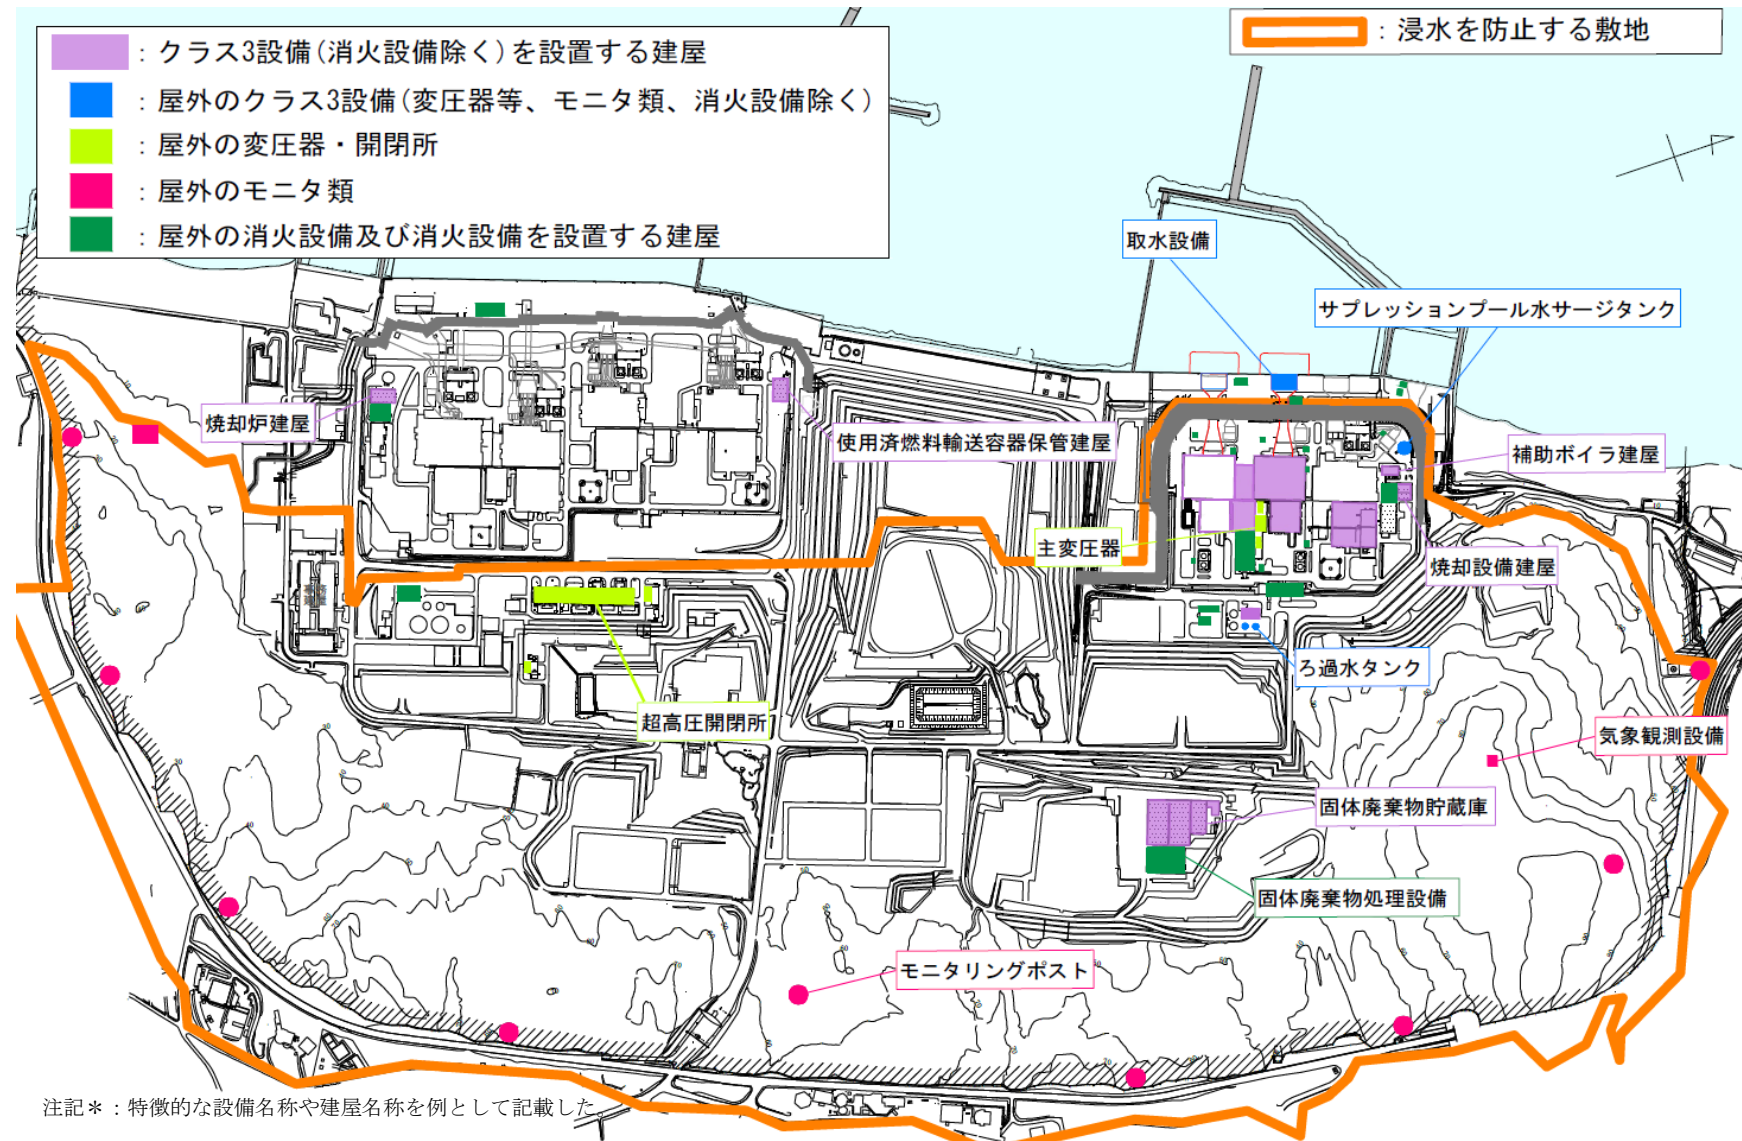 ：クラス3設備(消火設備除く)を設置する建屋
：屋外のクラス3設備(変圧器等、モニタ類、消火設備除く)
：屋外の変圧器・開閉所
：屋外のモニタ類
：屋外の消火設備及び消火設備を設置する建屋
：浸水を防止する敷地
取水設備
サプレッションプール水サージタンク
焼却炉建屋
使用済燃料輸送容器保管建屋
補助ボイラ建屋
主変圧器
焼却設備建屋
ろ過水タンク
超高圧開閉所
気象観測設備
固体廃棄物貯蔵庫
固体廃棄物処理設備
モニタリングポスト
注記＊：特徴的な設備名称や建屋名称を例として記載した。